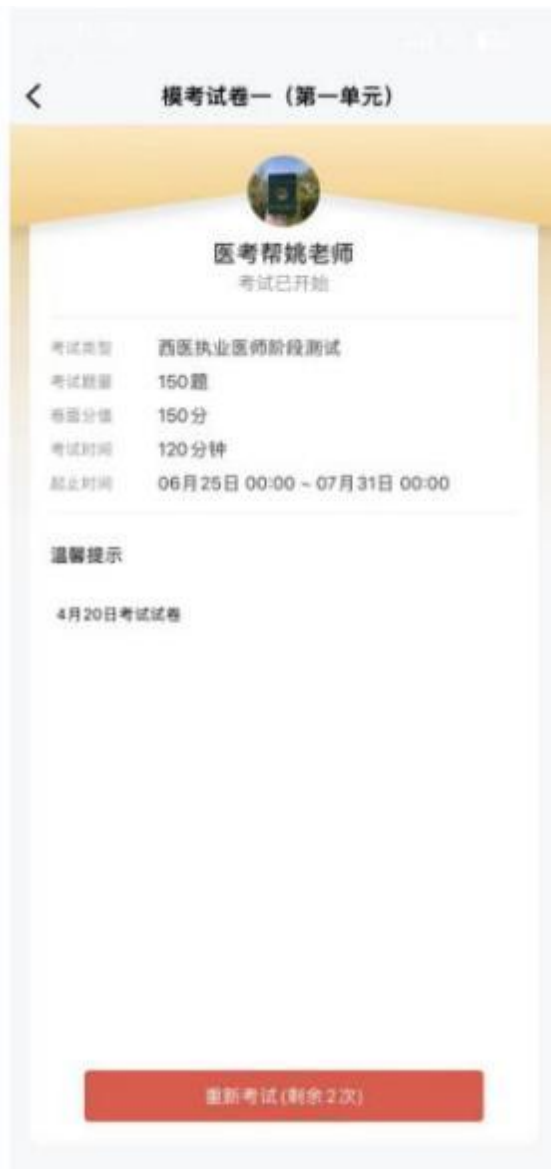 模考试卷一（第一单元）
医考帮姚老师
考试已开始
考试类型 西医执业医师阶段测试
考试题量 150题
卷面分值 150分
考试时间 120分钟
起止时间 06月25日 00:00 ~ 07月31日 00:00
温馨提示
4月20日考试试卷
重新考试(剩余2次)